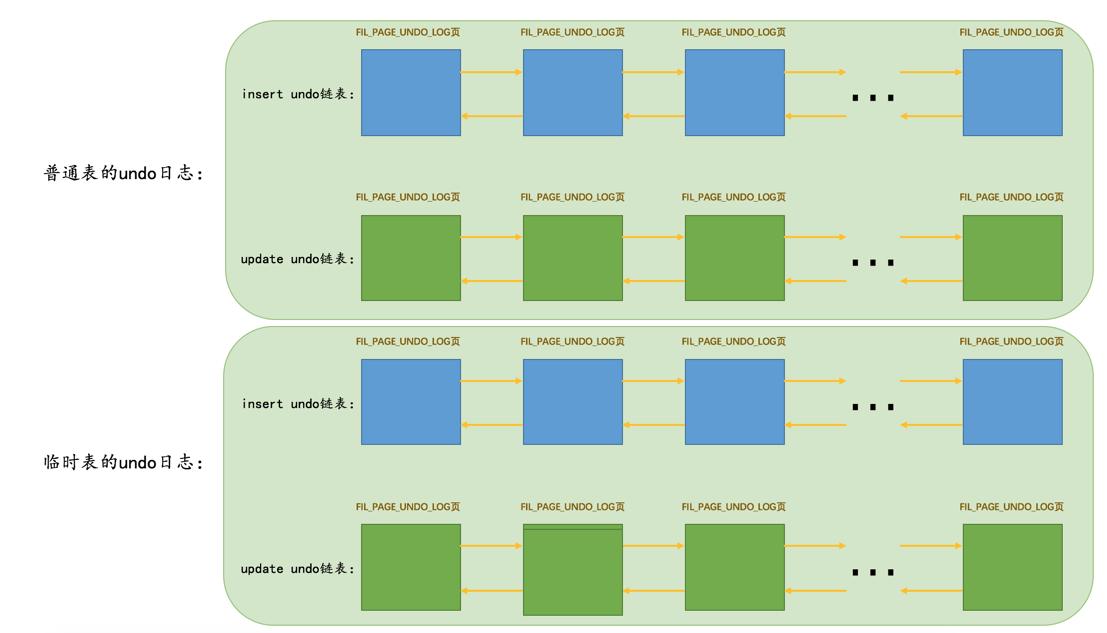 FIL_PAGE_UNDO_LOG页 FIL_PAGE_UNDO_LOG页 FIL_PAGE_UNDO_LOG页 FIL_PAGE_UNDO_LOG页
insert undo链表:
...
普通表的undo日志:
FIL_PAGE_UNDO_LOG页 FIL_PAGE_UNDO_LOG页 FIL_PAGE_UNDO_LOG页 FIL_PAGE_UNDO_LOG页
update undo链表:
...
FIL_PAGE_UNDO_LOG页 FIL_PAGE_UNDO_LOG页 FIL_PAGE_UNDO_LOG页 FIL_PAGE_UNDO_LOG页
insert undo链表:
...
临时表的undo日志:
FIL_PAGE_UNDO_LOG页 FIL_PAGE_UNDO_LOG页 FIL_PAGE_UNDO_LOG页 FIL_PAGE_UNDO_LOG页
update undo链表:
...